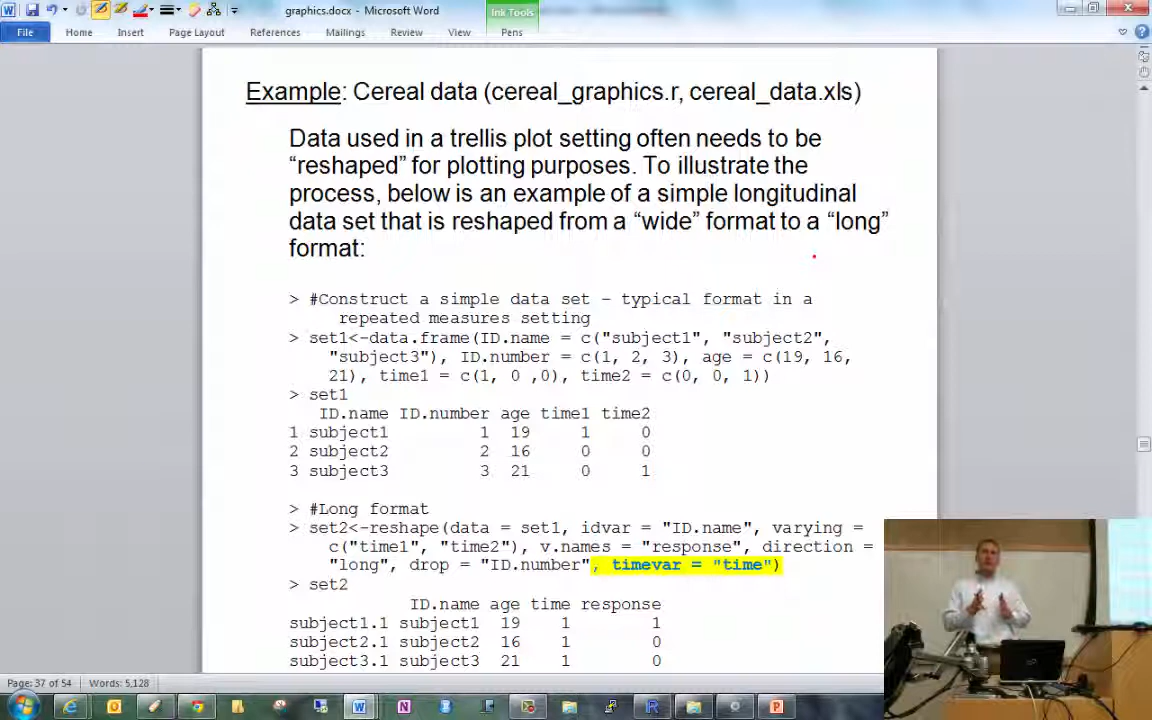 graphics.docx - Microsoft Word
Ink Tools
File Home Insert Page Layout References Mailings Review View Pens
Example: Cereal data (cereal_graphics.r, cereal_data.xls)
Data used in a trellis plot setting often needs to be
“reshaped” for plotting purposes. To illustrate the
process, below is an example of a simple longitudinal
data set that is reshaped from a “wide” format to a “long”
format:
> #Construct a simple data set – typical format in a
repeated measures setting
> set1<-data.frame(ID.name = c("subject1", "subject2",
"subject3"), ID.number = c(1, 2, 3), age = c(19, 16,
21), time1 = c(1, 0 ,0), time2 = c(0, 0, 1))
> set1
ID.name ID.number age time1 time2
1 subject1 1 19 1 0
2 subject2 2 16 0 0
3 subject3 3 21 0 1
> #Long format
> set2<-reshape(data = set1, idvar = "ID.name", varying =
c("time1", "time2"), v.names = "response", direction =
"long", drop = "ID.number", timevar = "time")
> set2
ID.name age time response
subject1.1 subject1 19 1 1
subject2.1 subject2 16 1 0
subject3.1 subject3 21 1 0
Page: 37 of 54 Words: 5,128